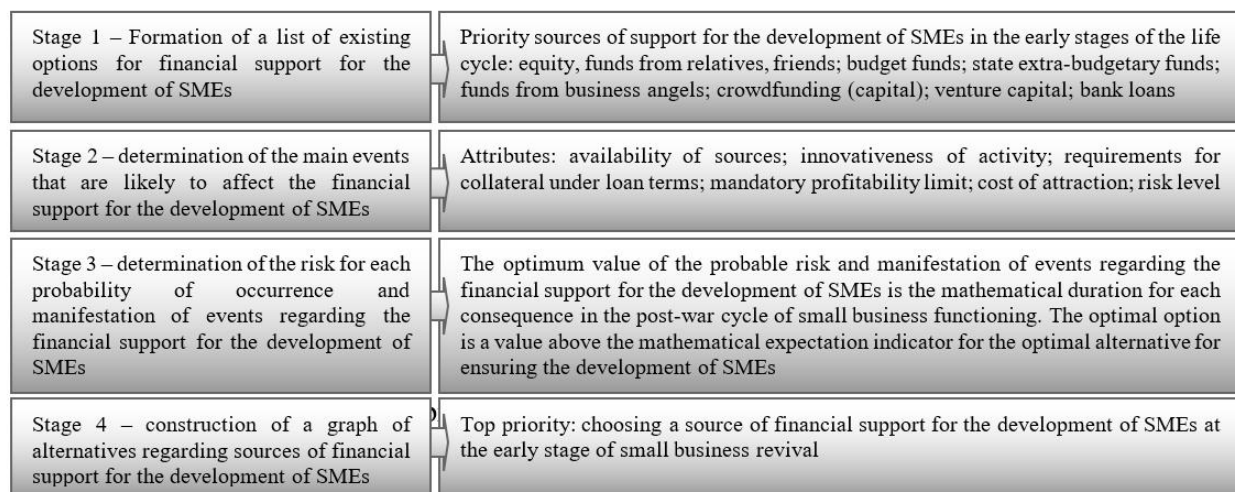 Stage 1 – Formation of a list of existing
options for financial support for the
development of SMEs
Priority sources of support for the development of SMEs in the early stages of the life
cycle: equity, funds from relatives, friends; budget funds; state extra-budgetary funds;
funds from business angels; crowdfunding (capital); venture capital; bank loans
Stage 2 – determination of the main events
that are likely to affect the financial
support for the development of SMEs
Attributes: availability of sources; innovativeness of activity; requirements for
collateral under loan terms; mandatory profitability limit; cost of attraction; risk level
Stage 3 – determination of the risk for each
probability of occurrence and
manifestation of events regarding the
financial support for the development of
SMEs
The optimum value of the probable risk and manifestation of events regarding the
financial support for the development of SMEs is the mathematical duration for each
consequence in the post-war cycle of small business functioning. The optimal option
is a value above the mathematical expectation indicator for the optimal alternative for
ensuring the development of SMEs
Stage 4 – construction of a graph of
alternatives regarding sources of financial
support for the development of SMEs
Top priority: choosing a source of financial support for the development of SMEs at
the early stage of small business revival